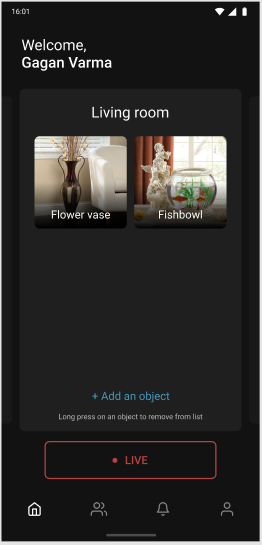 16:01
Welcome,
Gagan Varma
Living room
Flower vase
Fishbowl
+ Add an object
Long press on an object to remove from list
LIVE